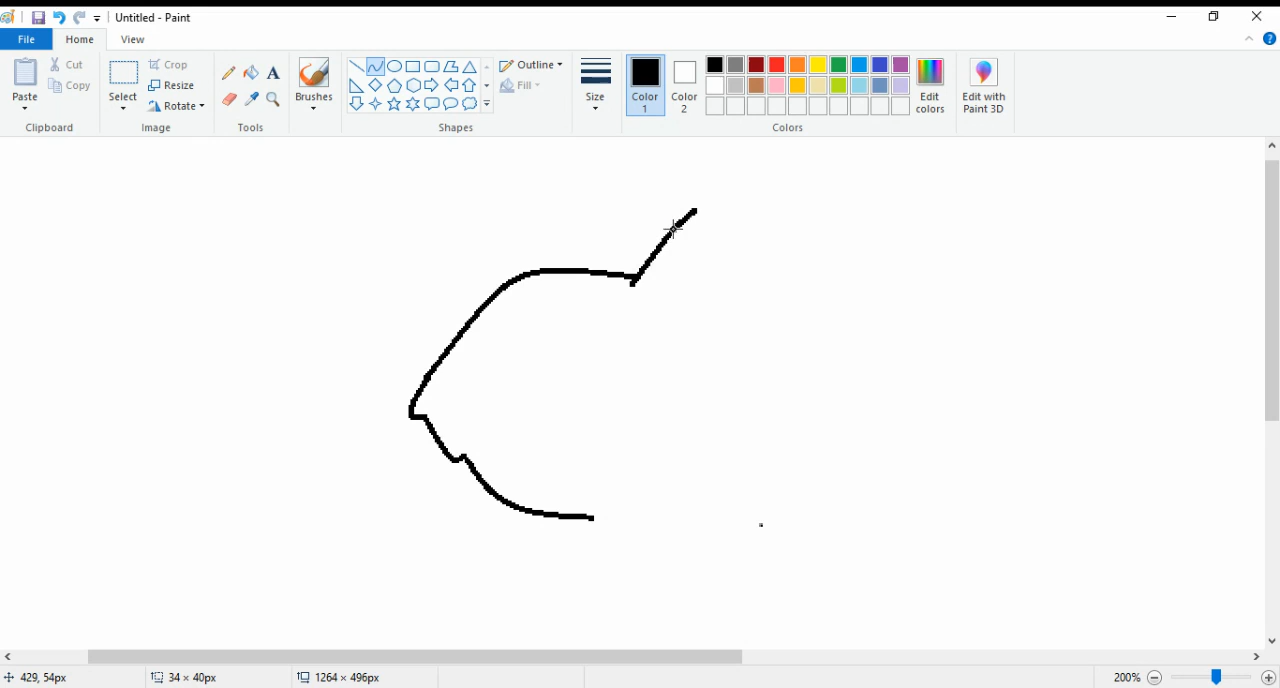 Untitled - Paint
File
Home
View
Paste
Cut
Copy
Clipboard
Select
Crop
Resize
Rotate
Image
A
Tools
Brushes
Shapes
Outline
Fill
Size
Color
1
Color
2
Colors
Edit
colors
Edit with
Paint 3D
?
429, 54px
34 × 40px
1264 × 496px
200%